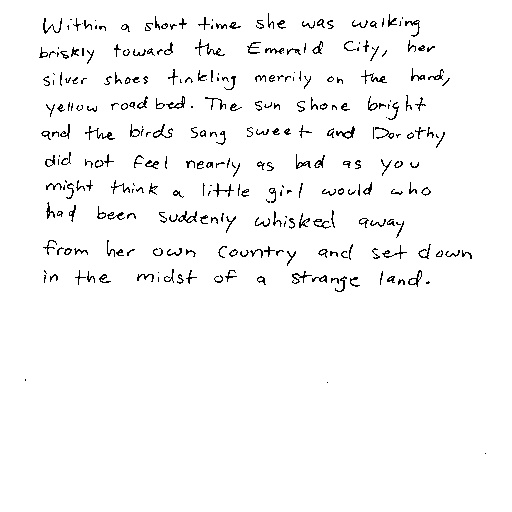 Within a short time she was walking
briskly toward the Emerald City, her
silver shoes tinkling merrily on the hard,
yellow road bed. The sun shone bright
and the birds sang sweet and Dorothy
did not feel nearly as bad as you
might think a little girl would who
had been suddenly whisked away
from her own country and set down
in the midst of a strange land.